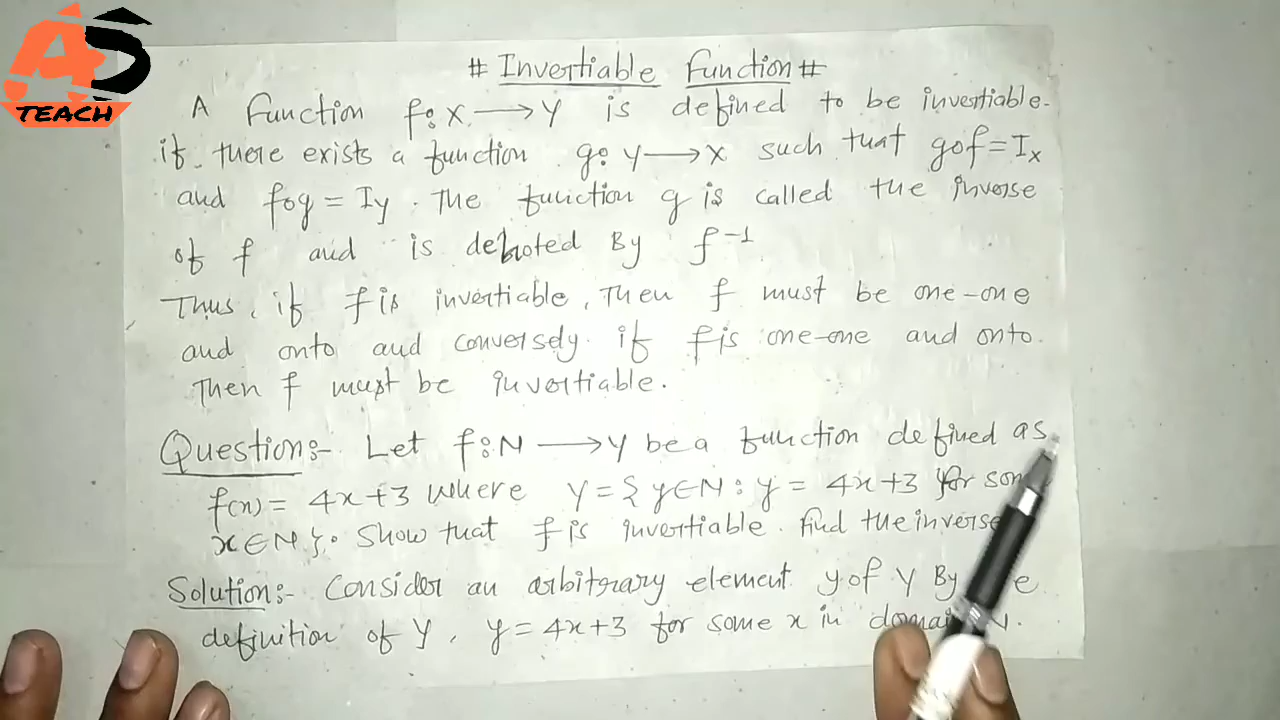 AS
TEACH
# Invertiable Function #
A Function f: X → Y is defined to be invertiable.
if there exists a function g: Y → X such that gof = Ix
and fog = Iy. The function g is called the inverse
of f and is denoted By f⁻¹
Thus, if f is invertiable, Then f must be one-one
and onto and conversely. if f is one-one and onto.
Then f must be invertiable.
Question:- Let f: N → Y be a function defined as
f(x) = 4x+3 where Y = { y ∈ N : y = 4x+3 for
x ∈ N }. Show that f is invertiable. Find the inverse
Solution:- Consider an arbitrary element y of Y By
definition of Y, y = 4x+3 for some x in